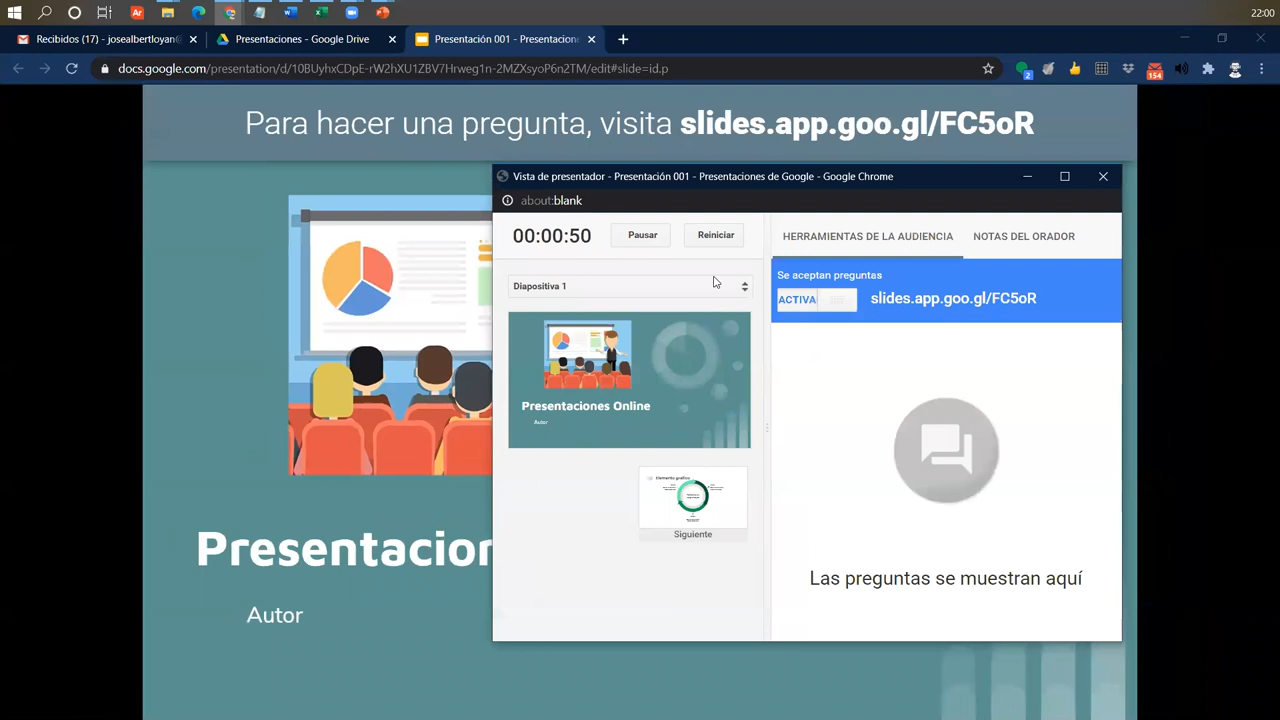 22:00
Recibidos (17) - josealbertloyan@
Presentaciones - Google Drive
Presentación 001 - Presentacione
docs.google.com/presentation/d/10BUyhxCDpE-rW2hXU1ZBV7Hrweg1n-2MZXsyoP6n2TM/edit#slide=id.p
2
154
Para hacer una pregunta, visita slides.app.goo.gl/FC5oR
Vista de presentador - Presentación 001 - Presentaciones de Google - Google Chrome
about:blank
00:00:50
Pausar
Reiniciar
HERRAMIENTAS DE LA AUDIENCIA
NOTAS DEL ORADOR
Diapositiva 1
Se aceptan preguntas
ACTIVA
slides.app.goo.gl/FC5oR
Presentaciones Online
Autor
Elemento gráfico
Siguiente
Las preguntas se muestran aquí
Presentacion
Autor